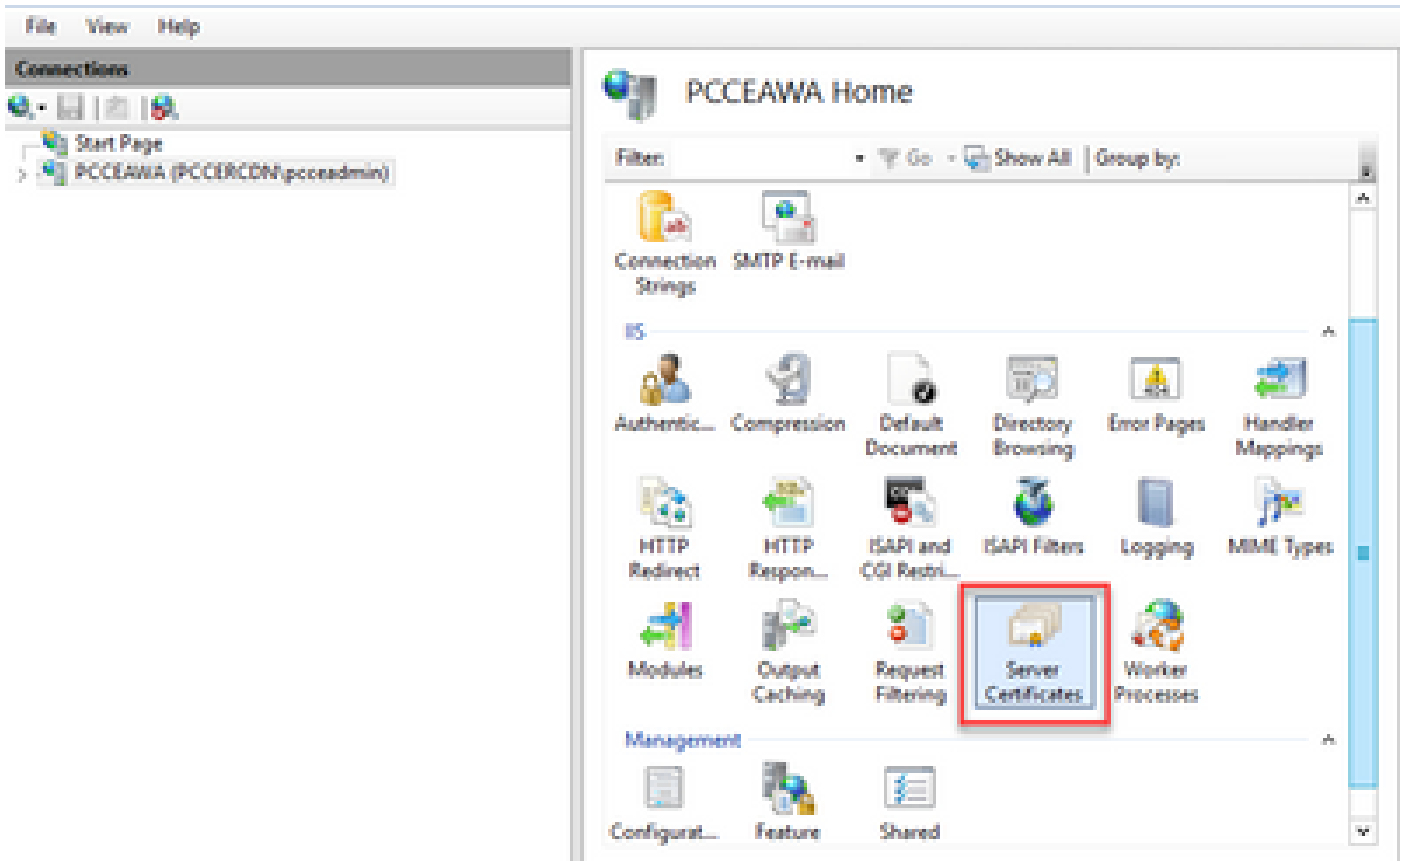 File View Help
Connections
PCCEAWA Home
Start Page
PCCEAWA (PCCERCDN\pcceadmin)
Filter: Go Show All Group by:
Connection Strings
SMTP E-mail
IIS
Authentic...
Compression
Default Document
Directory Browsing
Error Pages
Handler Mappings
HTTP Redirect
HTTP Respon...
ISAPI and CGI Restri...
ISAPI Filters
Logging
MIME Types
Modules
Output Caching
Request Filtering
Server Certificates
Worker Processes
Management
Configurat...
Feature
Shared